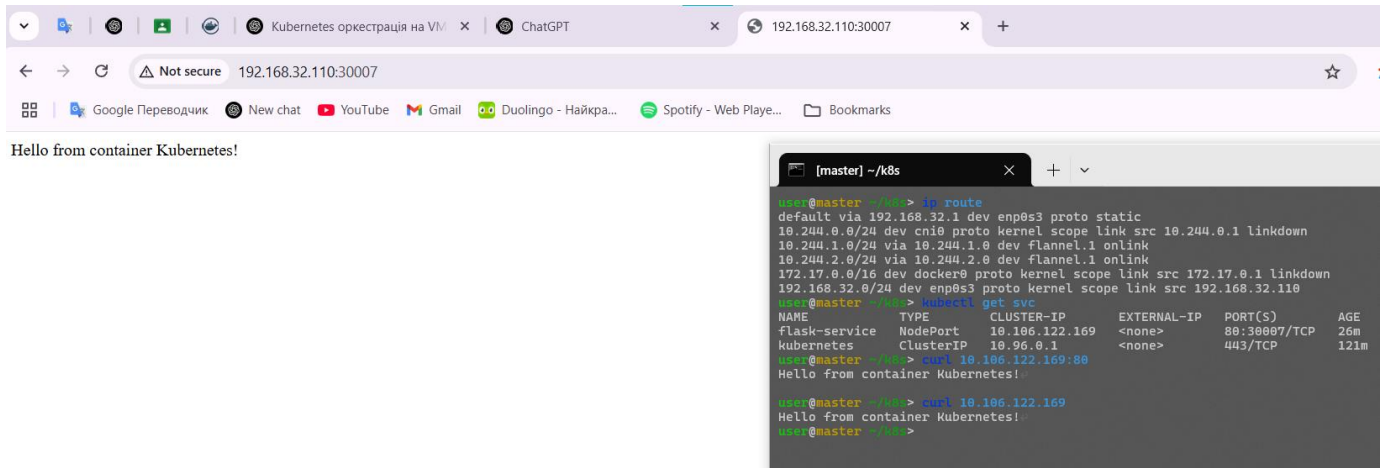 Kubernetes оркестрація на VM
ChatGPT
192.168.32.110:30007
Not secure 192.168.32.110:30007
Google Переводчик New chat YouTube Gmail Duolingo - Найкра... Spotify - Web Playe... Bookmarks
Hello from container Kubernetes!
[master] ~/k8s
user@master ~/k8s> ip route
default via 192.168.32.1 dev enp0s3 proto static
10.244.0.0/24 dev cni0 proto kernel scope link src 10.244.0.1 linkdown
10.244.1.0/24 via 10.244.1.0 dev flannel.1 onlink
10.244.2.0/24 via 10.244.2.0 dev flannel.1 onlink
172.17.0.0/16 dev docker0 proto kernel scope link src 172.17.0.1 linkdown
192.168.32.0/24 dev enp0s3 proto kernel scope link src 192.168.32.110
user@master ~/k8s> kubectl get svc
NAME TYPE CLUSTER-IP EXTERNAL-IP PORT(S) AGE
flask-service NodePort 10.106.122.169 <none> 80:30007/TCP 26m
kubernetes ClusterIP 10.96.0.1 <none> 443/TCP 121m
user@master ~/k8s> curl 10.106.122.169:80
Hello from container Kubernetes!⏎
user@master ~/k8s> curl 10.106.122.169
Hello from container Kubernetes!⏎
user@master ~/k8s>